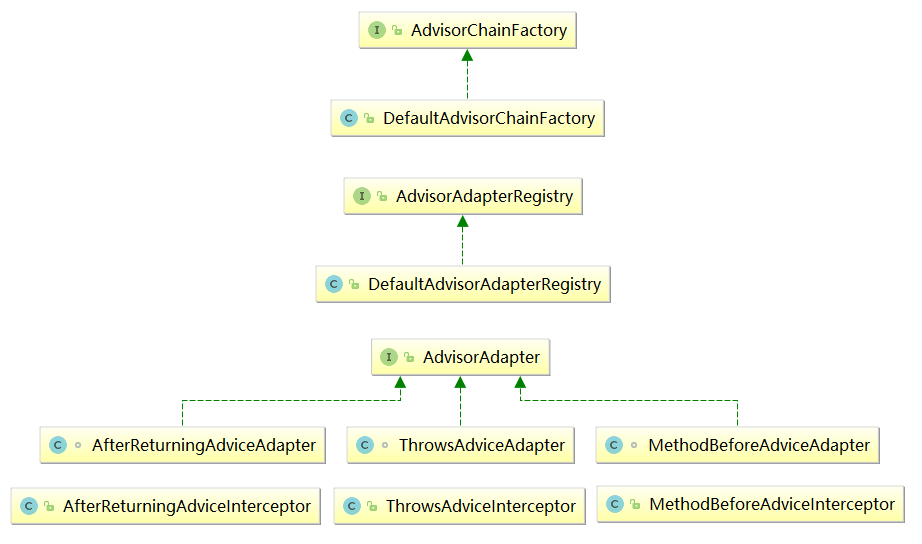 I AdvisorChainFactory
C DefaultAdvisorChainFactory
I AdvisorAdapterRegistry
C DefaultAdvisorAdapterRegistry
I AdvisorAdapter
C AfterReturningAdviceAdapter C ThrowsAdviceAdapter C MethodBeforeAdviceAdapter
C AfterReturningAdviceInterceptor C ThrowsAdviceInterceptor C MethodBeforeAdviceInterceptor